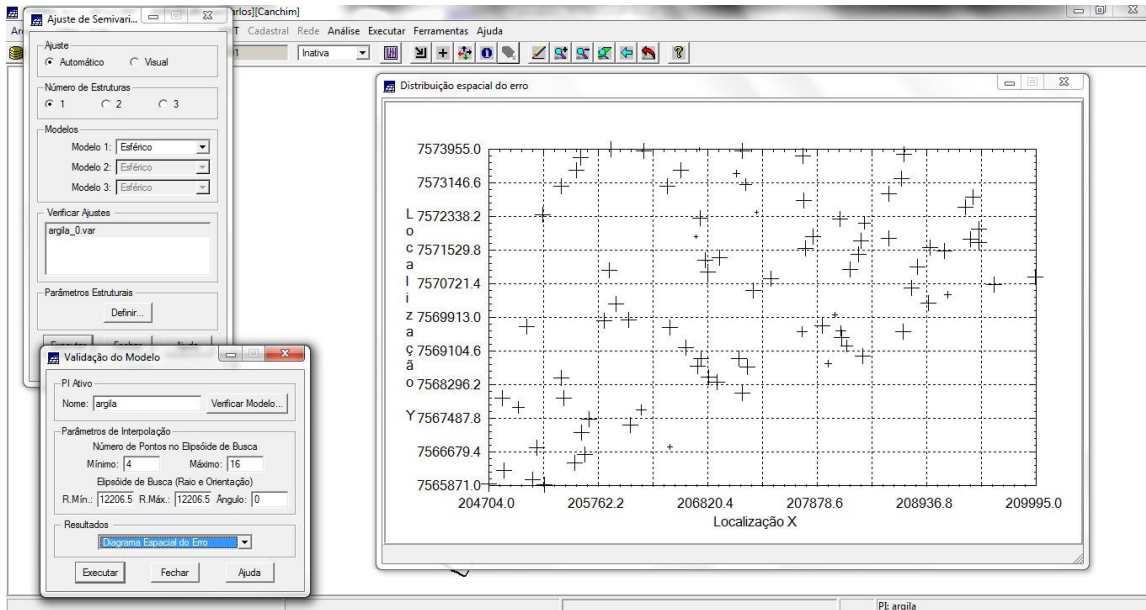 Ajuste de Semivari...
rlos][Canchim]
T Cadastral Rede Análise Executar Ferramentas Ajuda
Inativa
Ajuste
Automático Visual
Número de Estruturas
1 2 3
Modelos
Modelo 1: Esférico
Modelo 2: Esférico
Modelo 3: Esférico
Verificar Ajustes
argila_0.var
Parâmetros Estruturais
Definir...
Executar Fechar Ajuda
Validação do Modelo
PI Ativo
Nome: argila Verificar Modelo...
Parâmetros de Interpolação
Número de Pontos no Elipsóide de Busca
Mínimo: 4 Máximo: 16
Elipsóide de Busca (Raio e Orientação)
R.Mín.: 12206.5 R.Máx.: 12206.5 Ângulo: 0
Resultados
Diagrama Espacial do Erro
Executar Fechar Ajuda
Distribuição espacial do erro
Localização Y
7573955.0
7573146.6
7572338.2
7571529.8
7570721.4
7569913.0
7569104.6
7568296.2
7567487.8
7566679.4
7565871.0
204704.0 205762.2 206820.4 207878.6 208936.8 209995.0
Localização X
PI: argila